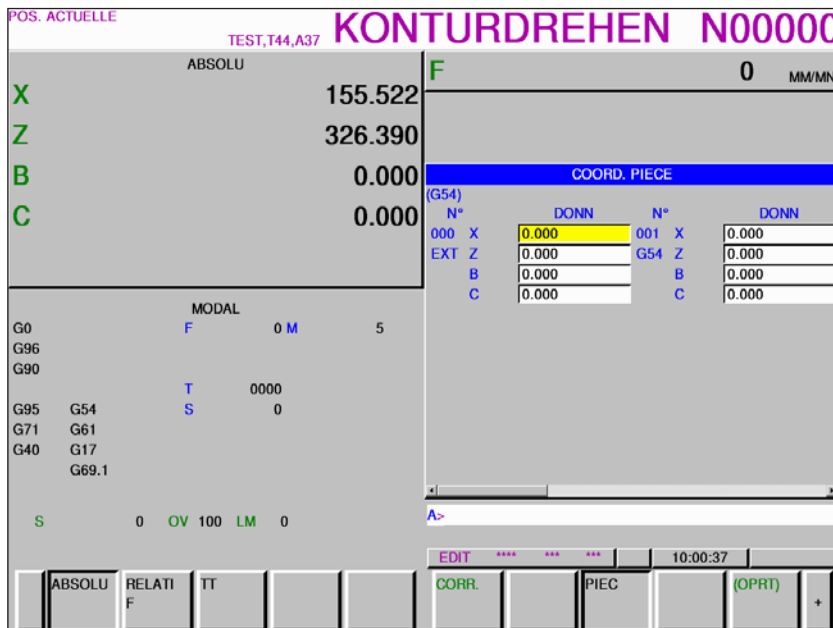 POS. ACTUELLE
TEST,T44,A37 KONTURDREHEN N00000
ABSOLU
X 155.522
Z 326.390
B 0.000
C 0.000
F 0 MM/MN
COORD. PIECE
(G54)
N° DONN N° DONN
000 X 0.000 001 X 0.000
EXT Z 0.000 G54 Z 0.000
B 0.000 B 0.000
C 0.000 C 0.000
MODAL
G0 F 0 M 5
G96
G90
T 0000
G95 G54 S 0
G71 G61
G40 G17
G69.1
S 0 OV 100 LM 0
A>
EDIT **** *** *** 10:00:37
ABSOLU RELATI TT
F
CORR. PIEC (OPRT) +